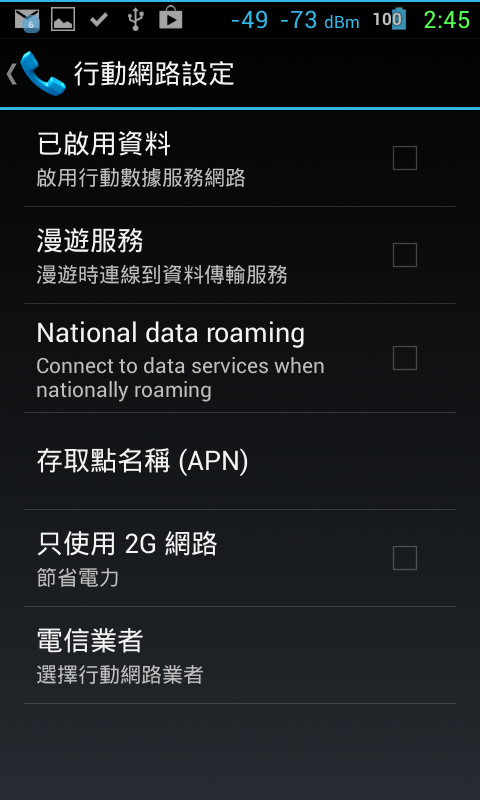 6
-49 -73 dBm 100 2:45
行動網路設定
已啟用資料
啟用行動數據服務網路
漫遊服務
漫遊時連線到資料傳輸服務
National data roaming
Connect to data services when
nationally roaming
存取點名稱 (APN)
只使用 2G 網路
節省電力
電信業者
選擇行動網路業者